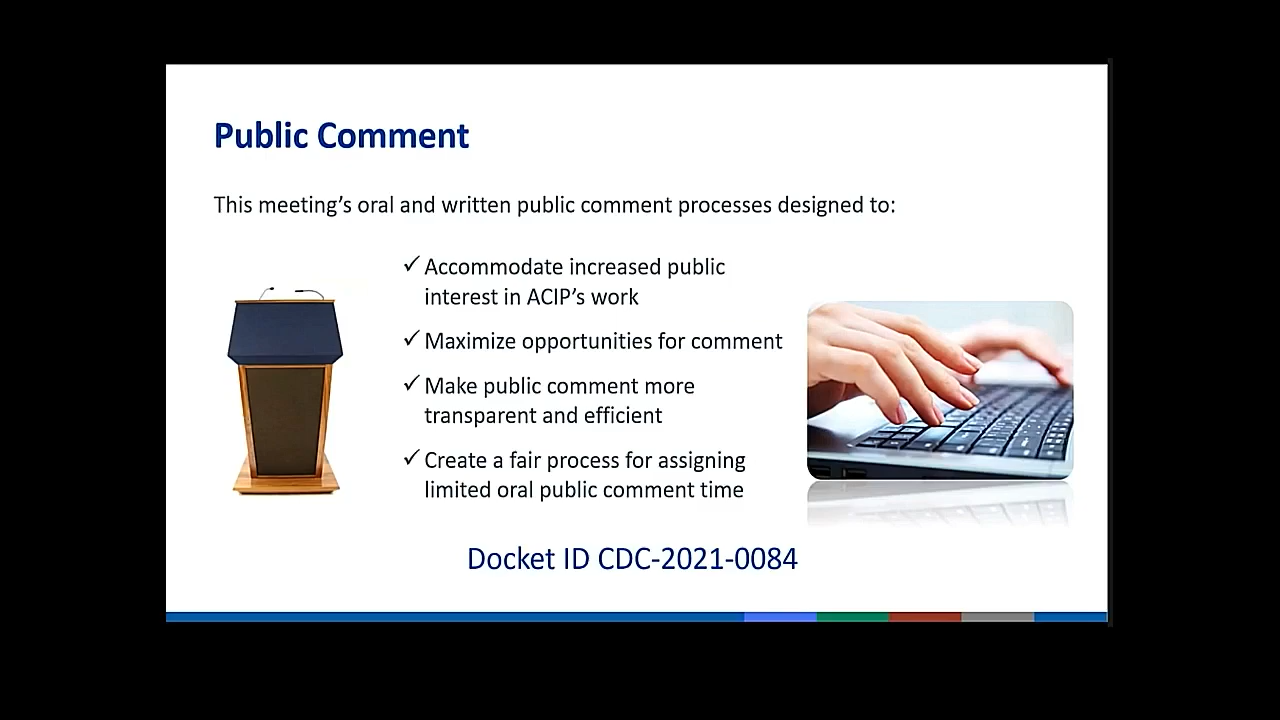 Public Comment
This meeting's oral and written public comment processes designed to:
✓ Accommodate increased public
interest in ACIP's work
✓ Maximize opportunities for comment
✓ Make public comment more
transparent and efficient
✓ Create a fair process for assigning
limited oral public comment time
Docket ID CDC-2021-0084